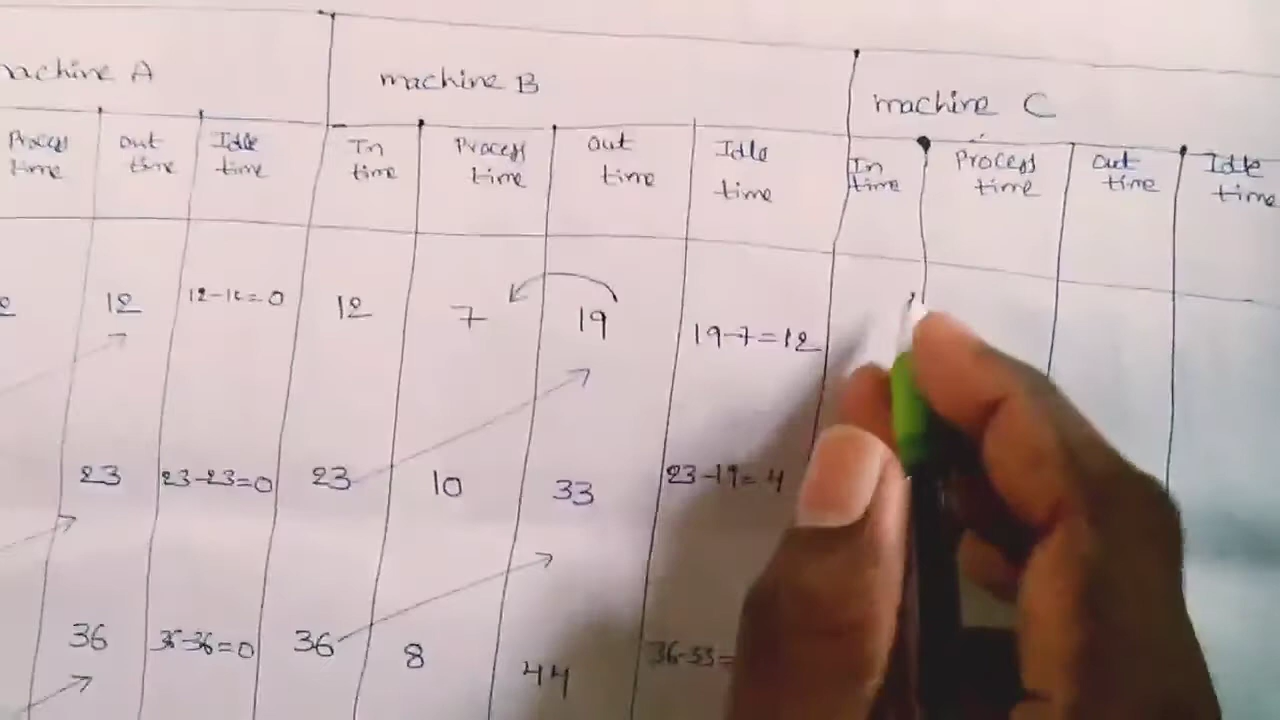 machine A machine B machine C
Process time out time Idle time In time Process time out time Idle time In time Process time out time Idle time
12 12-12=0 12 7 19 19-7=12
23 23-23=0 23 10 33 23-19=4
36 36-36=0 36 8 44 36-33=